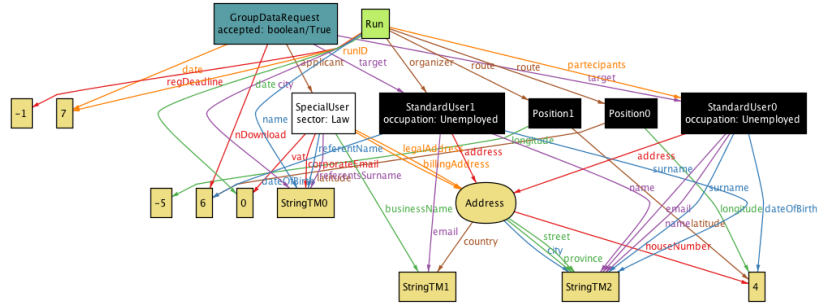 GroupDataRequest
accepted: boolean/True
Run
runID
date
regDeadline
applicant
target
organizer
route
route
partecipants
target
date
city
name
-1
7
SpecialUser
sector: Law
StandardUser1
occupation: Unemployed
Position1
Position0
StandardUser0
occupation: Unemployed
nDownload
vat
corporateEmail
referentName
legalAddress
billingAddress
address
longitude
address
surname
dateOfBirth
latitude
referentsSurname
name
surname
-5
6
0
StringTM0
businessName
Address
email
name
latitude
longitude
dateOfBirth
email
country
street
city
province
houseNumber
StringTM1
StringTM2
4